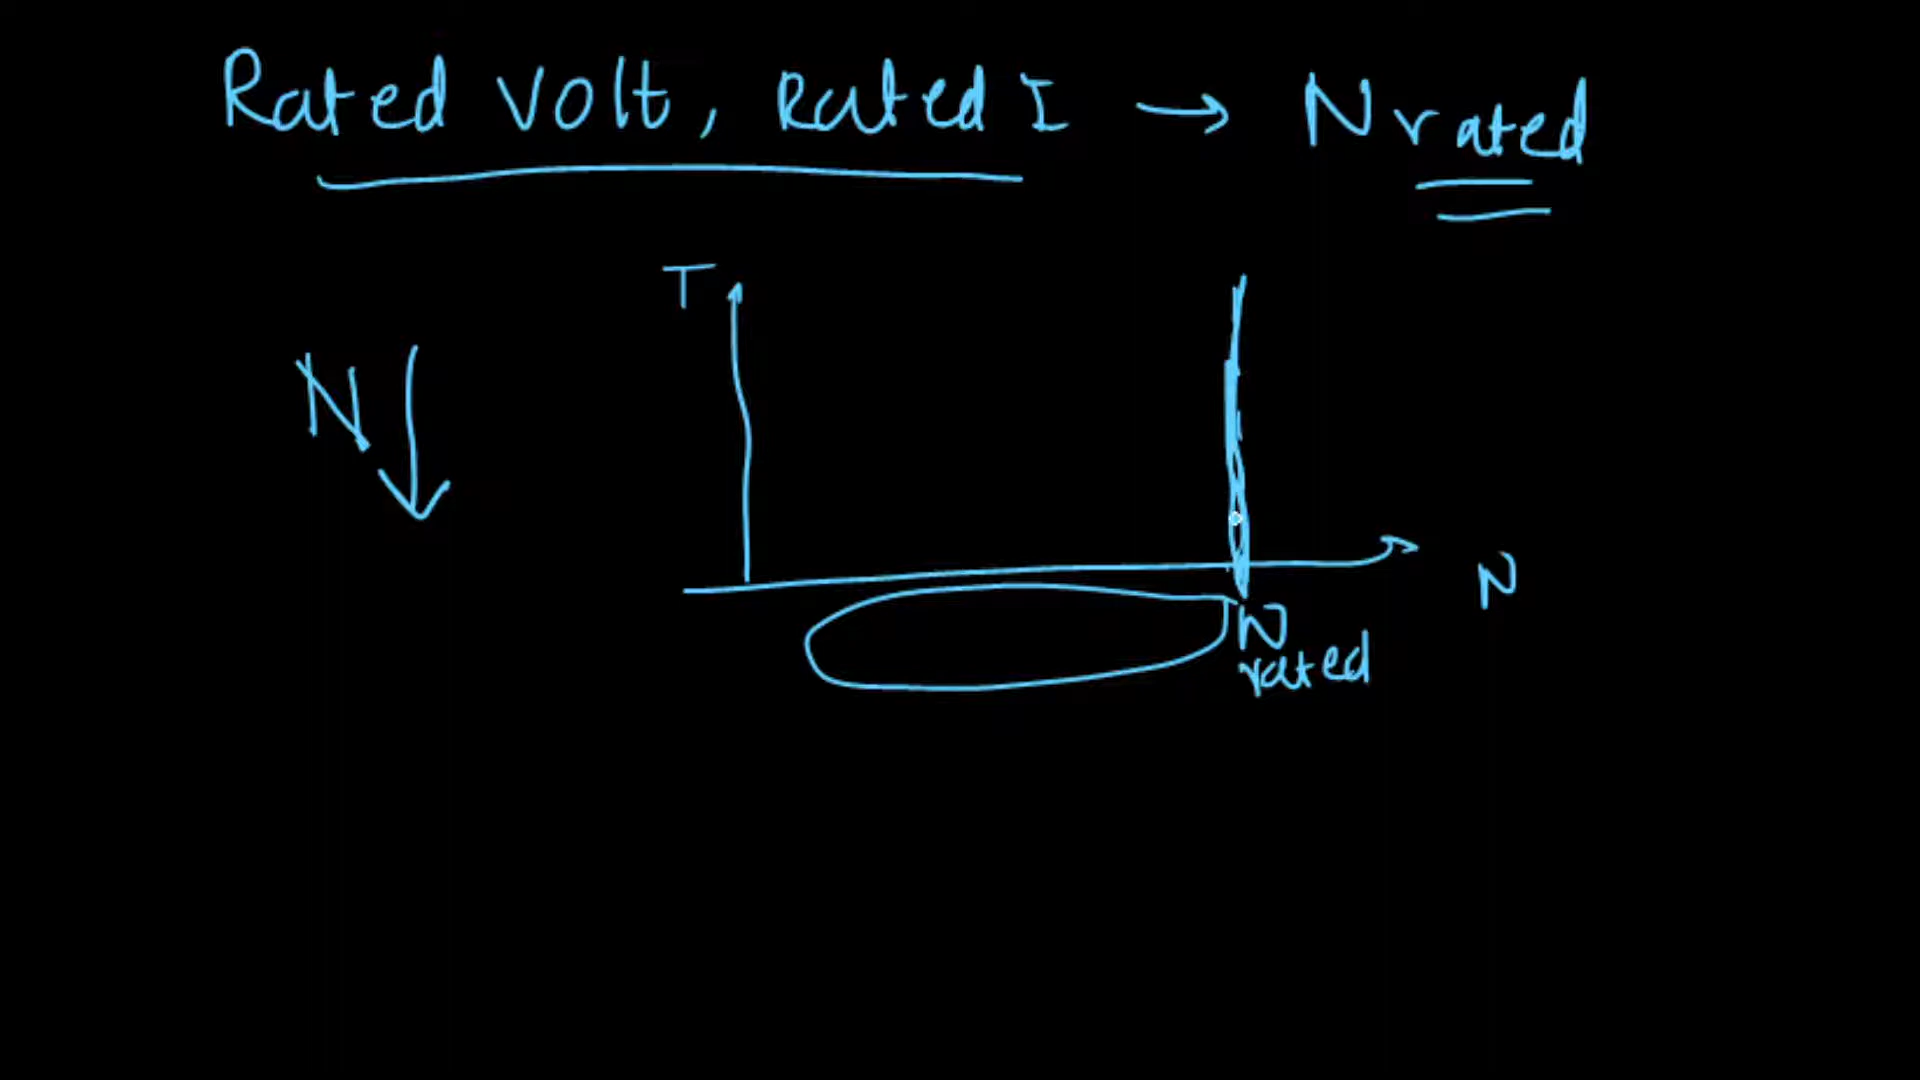 Rated Volt, Rated I → N rated
T
N ↓
N
N
rated